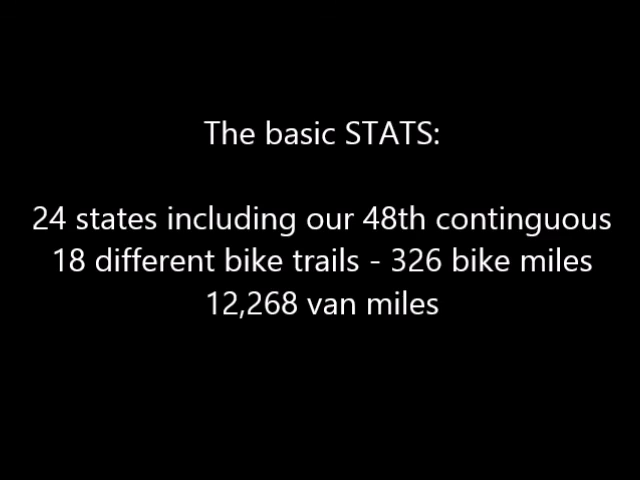 The basic STATS:
24 states including our 48th continguous
18 different bike trails - 326 bike miles
12,268 van miles